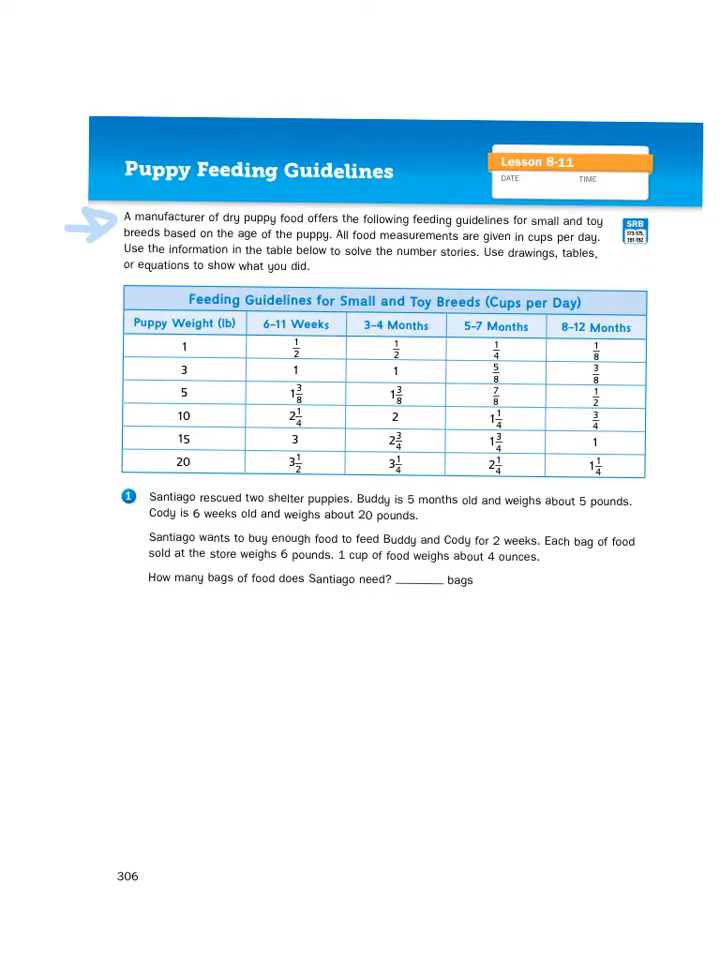 Puppy Feeding Guidelines
Lesson 8-11
DATE TIME
A manufacturer of dry puppy food offers the following feeding guidelines for small and toy
breeds based on the age of the puppy. All food measurements are given in cups per day.
Use the information in the table below to solve the number stories. Use drawings, tables,
or equations to show what you did.
SRB
173-175,
191-192
Feeding Guidelines for Small and Toy Breeds (Cups per Day)
Puppy Weight (lb) 6–11 Weeks 3–4 Months 5–7 Months 8–12 Months
1 1/2 1/2 1/4 1/8
3 1 1 5/8 3/8
5 1 3/8 1 3/8 7/8 1/2
10 2 1/4 2 1 1/4 3/4
15 3 2 3/4 1 3/4 1
20 3 1/2 3 1/4 2 1/4 1 1/4
1 Santiago rescued two shelter puppies. Buddy is 5 months old and weighs about 5 pounds.
Cody is 6 weeks old and weighs about 20 pounds.
Santiago wants to buy enough food to feed Buddy and Cody for 2 weeks. Each bag of food
sold at the store weighs 6 pounds. 1 cup of food weighs about 4 ounces.
How many bags of food does Santiago need? ________ bags
306